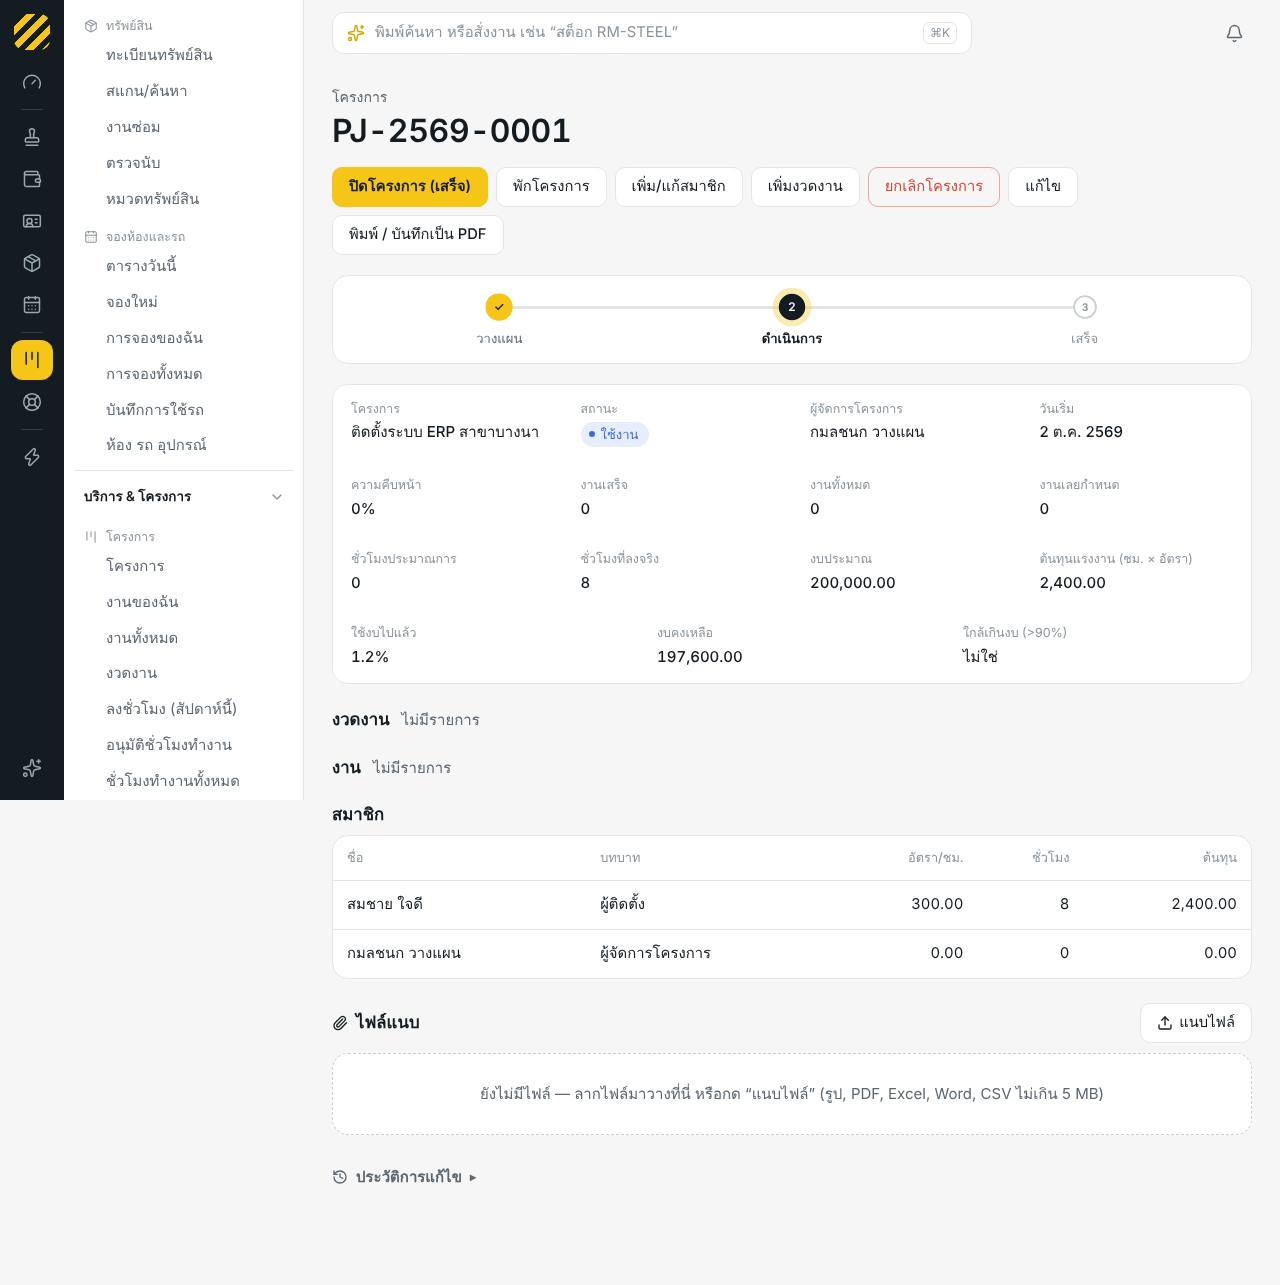 ทรัพย์สิน
ทะเบียนทรัพย์สิน
สแกน/ค้นหา
งานซ่อม
ตรวจนับ
หมวดทรัพย์สิน
จองห้องและรถ
ตารางวันนี้
จองใหม่
การจองของฉัน
การจองทั้งหมด
บันทึกการใช้รถ
ห้อง รถ อุปกรณ์
บริการ & โครงการ
โครงการ
โครงการ
งานของฉัน
งานทั้งหมด
งวดงาน
ลงชั่วโมง (สัปดาห์นี้)
อนุมัติชั่วโมงทำงาน
ชั่วโมงทำงานทั้งหมด
พิมพ์ค้นหา หรือสั่งงาน เช่น “สต็อก RM-STEEL” ⌘K
โครงการ
PJ-2569-0001
ปิดโครงการ (เสร็จ) พักโครงการ เพิ่ม/แก้สมาชิก เพิ่มงวดงาน ยกเลิกโครงการ แก้ไข
พิมพ์ / บันทึกเป็น PDF
2 3
วางแผน ดำเนินการ เสร็จ
โครงการ สถานะ ผู้จัดการโครงการ วันเริ่ม
ติดตั้งระบบ ERP สาขาบางนา ใช้งาน กมลชนก วางแผน 2 ต.ค. 2569
ความคืบหน้า งานเสร็จ งานทั้งหมด งานเลยกำหนด
0% 0 0 0
ชั่วโมงประมาณการ ชั่วโมงที่ลงจริง งบประมาณ ต้นทุนแรงงาน (ชม. × อัตรา)
0 8 200,000.00 2,400.00
ใช้งบไปแล้ว งบคงเหลือ ใกล้เกินงบ (>90%)
1.2% 197,600.00 ไม่ใช่
งวดงาน ไม่มีรายการ
งาน ไม่มีรายการ
สมาชิก
ชื่อ บทบาท อัตรา/ชม. ชั่วโมง ต้นทุน
สมชาย ใจดี ผู้ติดตั้ง 300.00 8 2,400.00
กมลชนก วางแผน ผู้จัดการโครงการ 0.00 0 0.00
ไฟล์แนบ แนบไฟล์
ยังไม่มีไฟล์ — ลากไฟล์มาวางที่นี่ หรือกด “แนบไฟล์” (รูป, PDF, Excel, Word, CSV ไม่เกิน 5 MB)
ประวัติการแก้ไข ▸